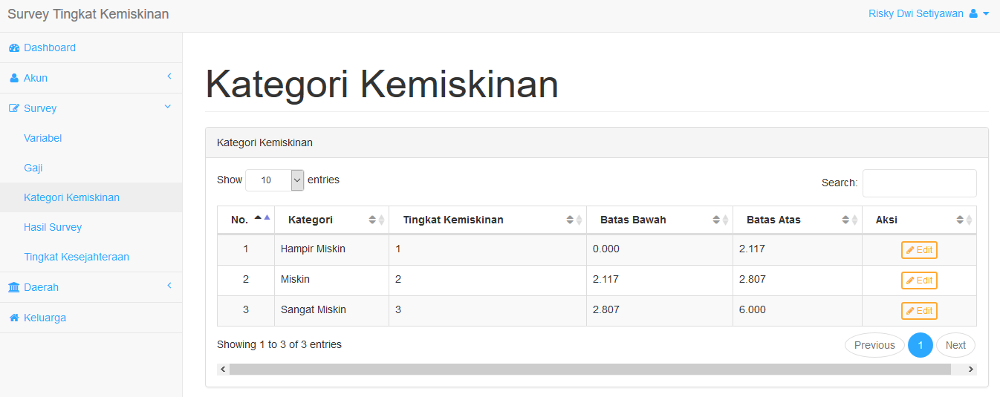 Survey Tingkat Kemiskinan
Risky Dwi Setiyawan
Dashboard
Akun
Survey
Variabel
Gaji
Kategori Kemiskinan
Hasil Survey
Tingkat Kesejahteraan
Daerah
Keluarga
Kategori Kemiskinan
Kategori Kemiskinan
Show 10 entries
Search:
No. Kategori Tingkat Kemiskinan Batas Bawah Batas Atas Aksi
1 Hampir Miskin 1 0.000 2.117 Edit
2 Miskin 2 2.117 2.807 Edit
3 Sangat Miskin 3 2.807 6.000 Edit
Showing 1 to 3 of 3 entries
Previous 1 Next